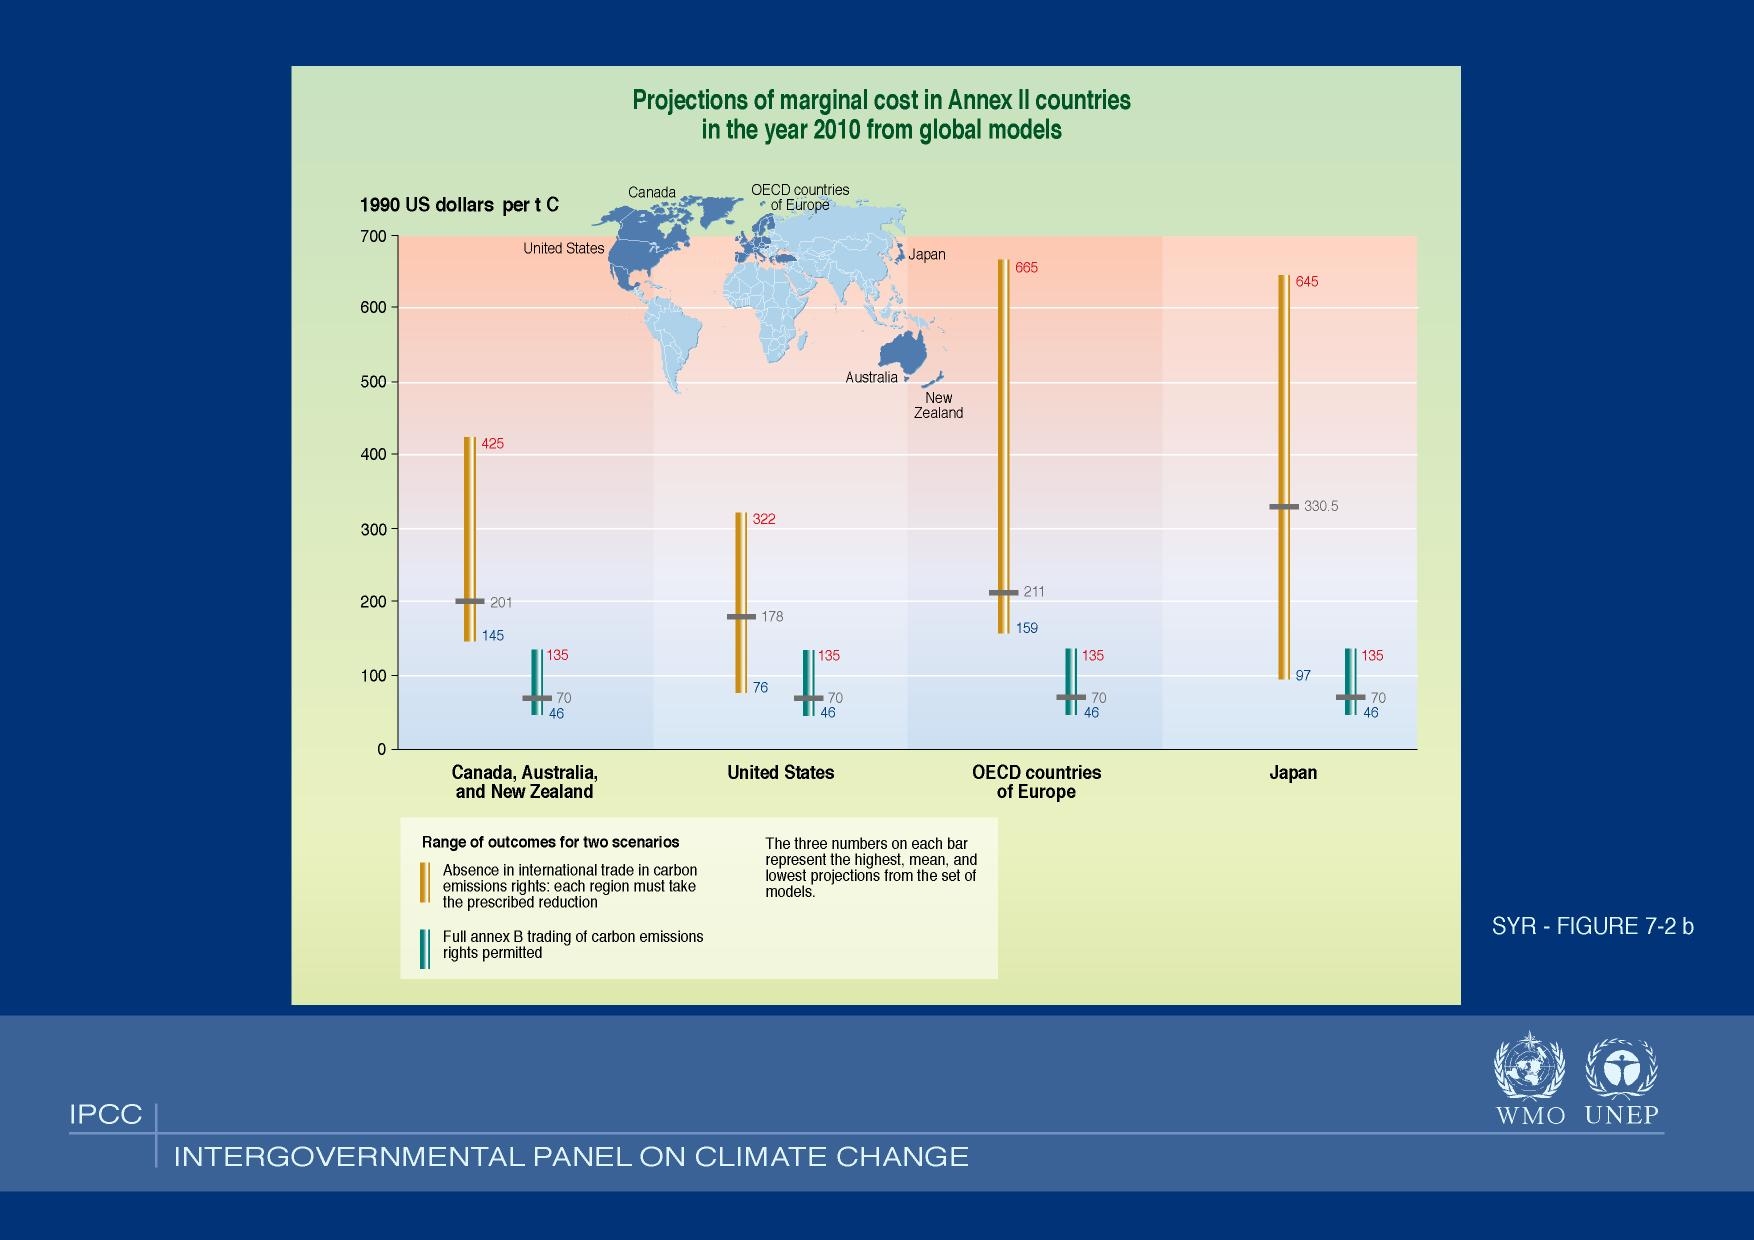 Projections of marginal cost in Annex II countries
in the year 2010 from global models
1990 US dollars per t C
Canada
OECD countries
of Europe
United States
Japan
Australia
New
Zealand
700
600
500
400
300
200
100
0
425
201
145
135
70
46
322
178
76
135
70
46
665
211
159
135
70
46
645
330.5
97
135
70
46
Canada, Australia,
and New Zealand
United States
OECD countries
of Europe
Japan
Range of outcomes for two scenarios
Absence in international trade in carbon
emissions rights: each region must take
the prescribed reduction
Full annex B trading of carbon emissions
rights permitted
The three numbers on each bar
represent the highest, mean, and
lowest projections from the set of
models.
SYR - FIGURE 7-2 b
WMO UNEP
IPCC
INTERGOVERNMENTAL PANEL ON CLIMATE CHANGE